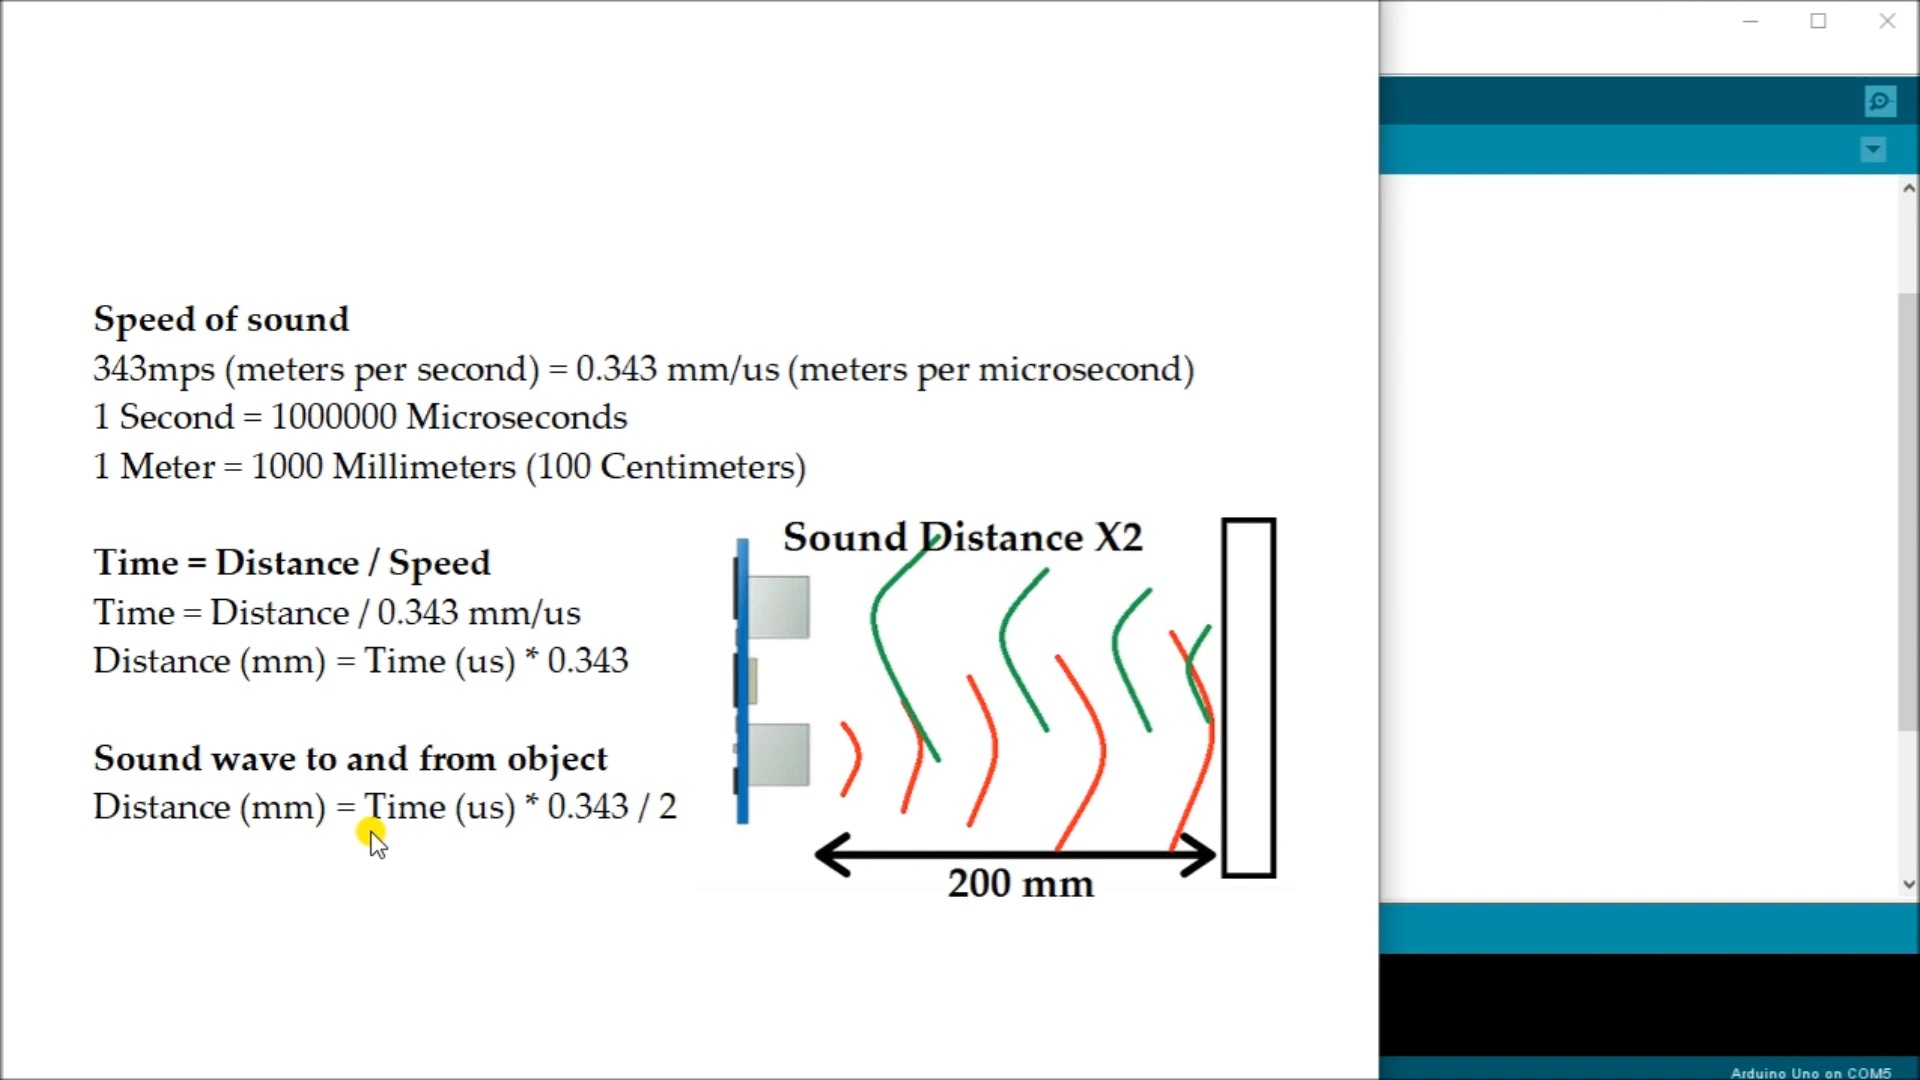 Speed of sound
343mps (meters per second) = 0.343 mm/us (meters per microsecond)
1 Second = 1000000 Microseconds
1 Meter = 1000 Millimeters (100 Centimeters)
Time = Distance / Speed
Time = Distance / 0.343 mm/us
Distance (mm) = Time (us) * 0.343
Sound wave to and from object
Distance (mm) = Time (us) * 0.343 / 2
Sound Distance X2
200 mm
Arduino Uno on COM5